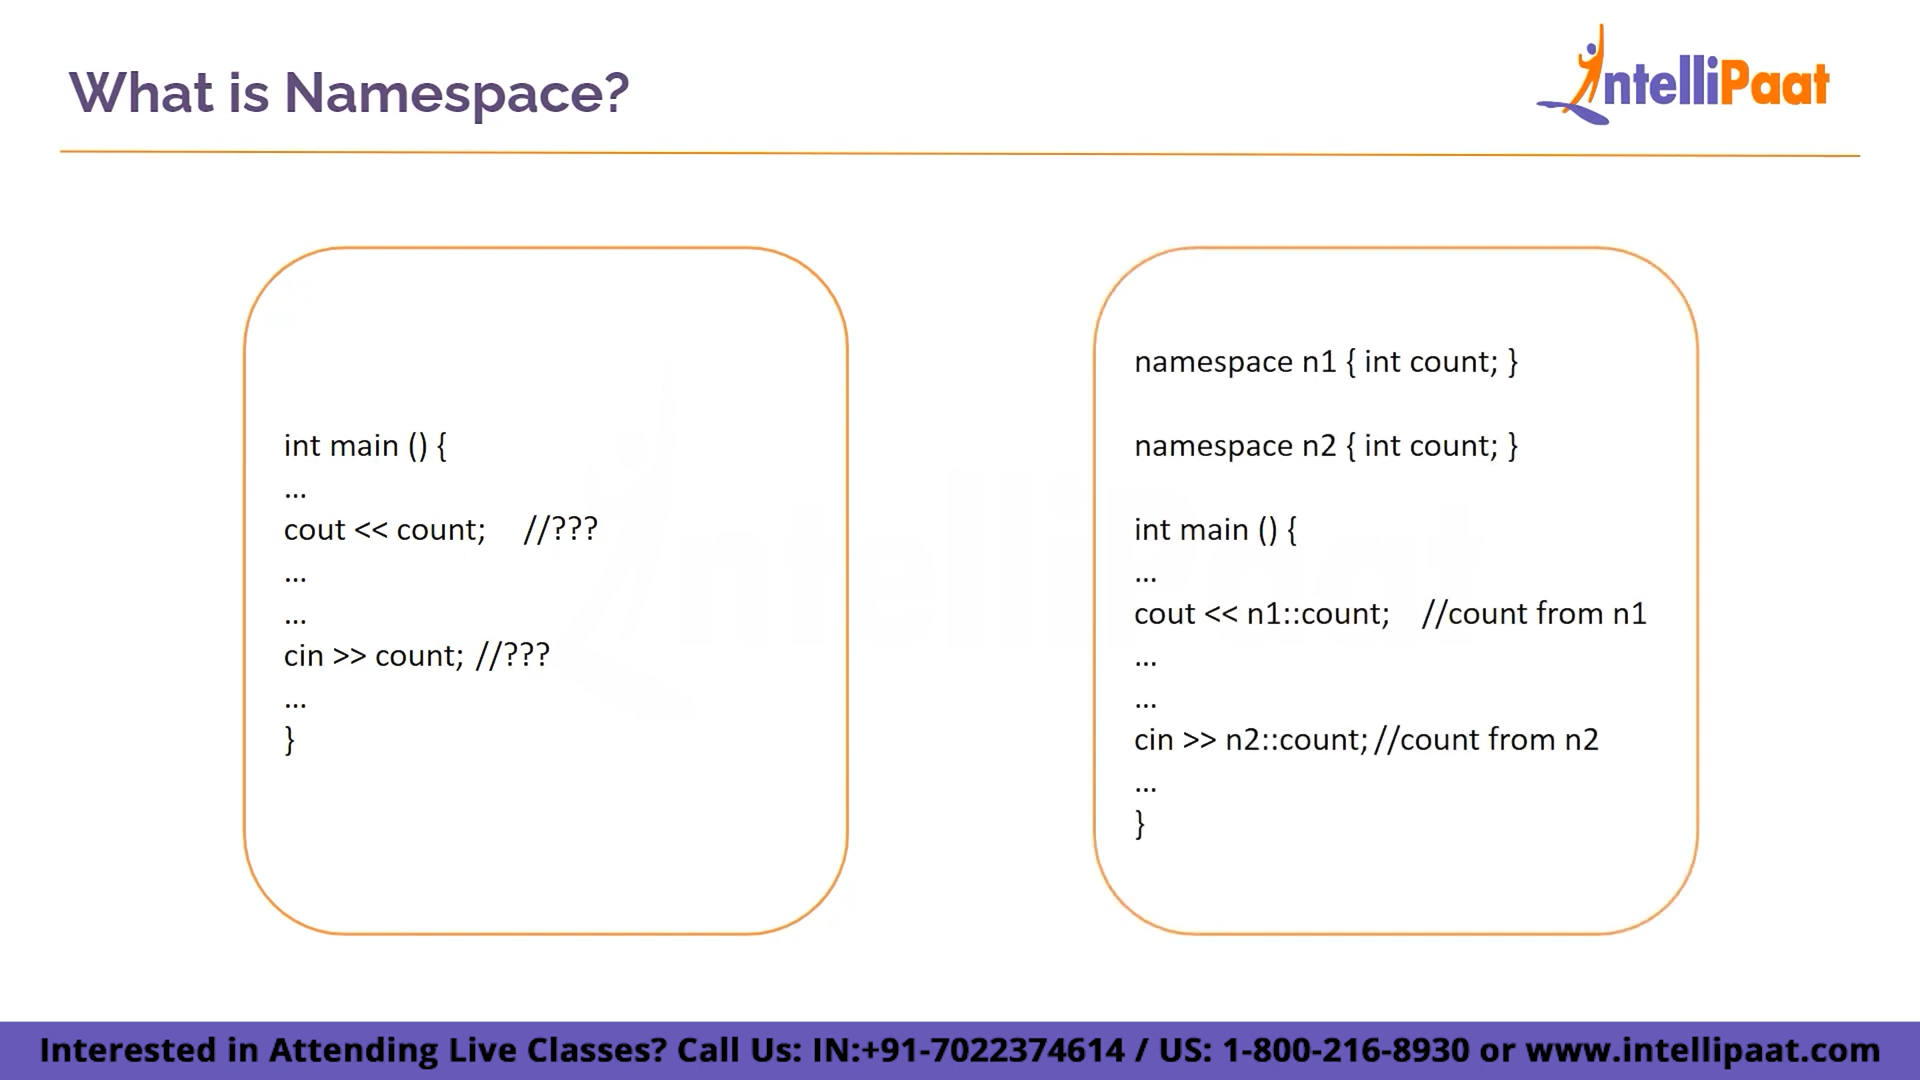 What is Namespace?
IntelliPaat
int main () {
...
cout << count; //???
...
...
cin >> count; //???
...
}
namespace n1 { int count; }
namespace n2 { int count; }
int main () {
...
cout << n1::count; //count from n1
...
...
cin >> n2::count; //count from n2
...
}
Interested in Attending Live Classes? Call Us: IN:+91-7022374614 / US: 1-800-216-8930 or www.intellipaat.com